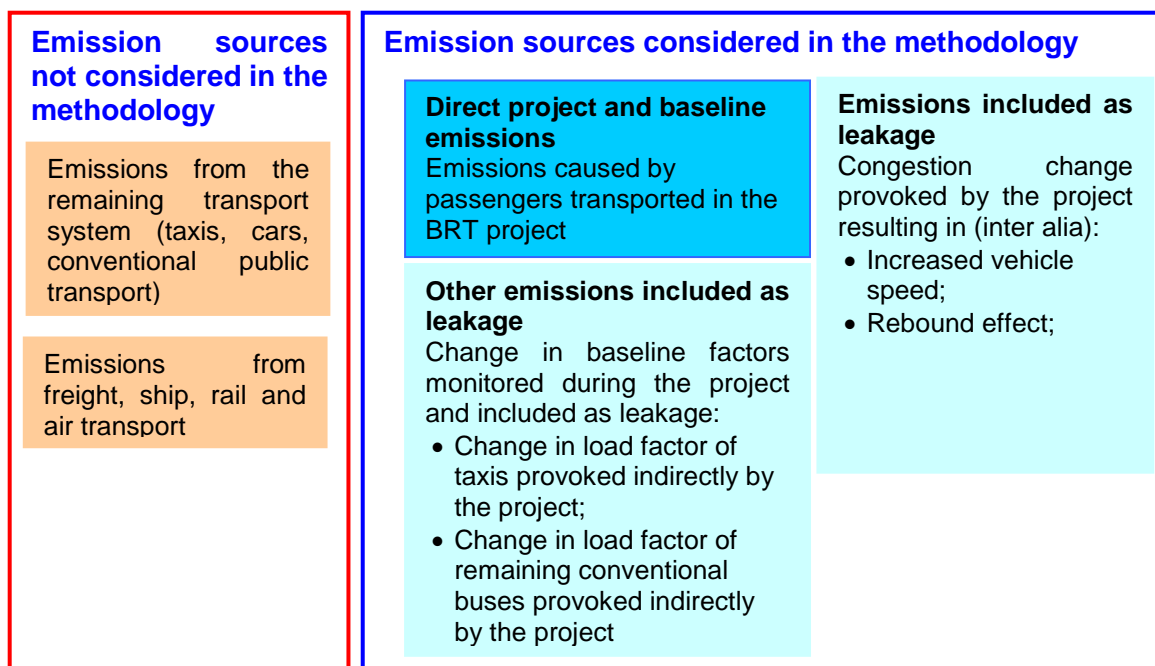 Emission sources
not considered in the
methodology
Emissions from the
remaining transport
system (taxis, cars,
conventional public
transport)
Emissions from
freight, ship, rail and
air transport
Emission sources considered in the methodology
Direct project and baseline
emissions
Emissions caused by
passengers transported in the
BRT project
Other emissions included as
leakage
Change in baseline factors
monitored during the project
and included as leakage:
• Change in load factor of
taxis provoked indirectly by
the project;
• Change in load factor of
remaining conventional
buses provoked indirectly
by the project
Emissions included as
leakage
Congestion change
provoked by the project
resulting in (inter alia):
• Increased vehicle
speed;
• Rebound effect;